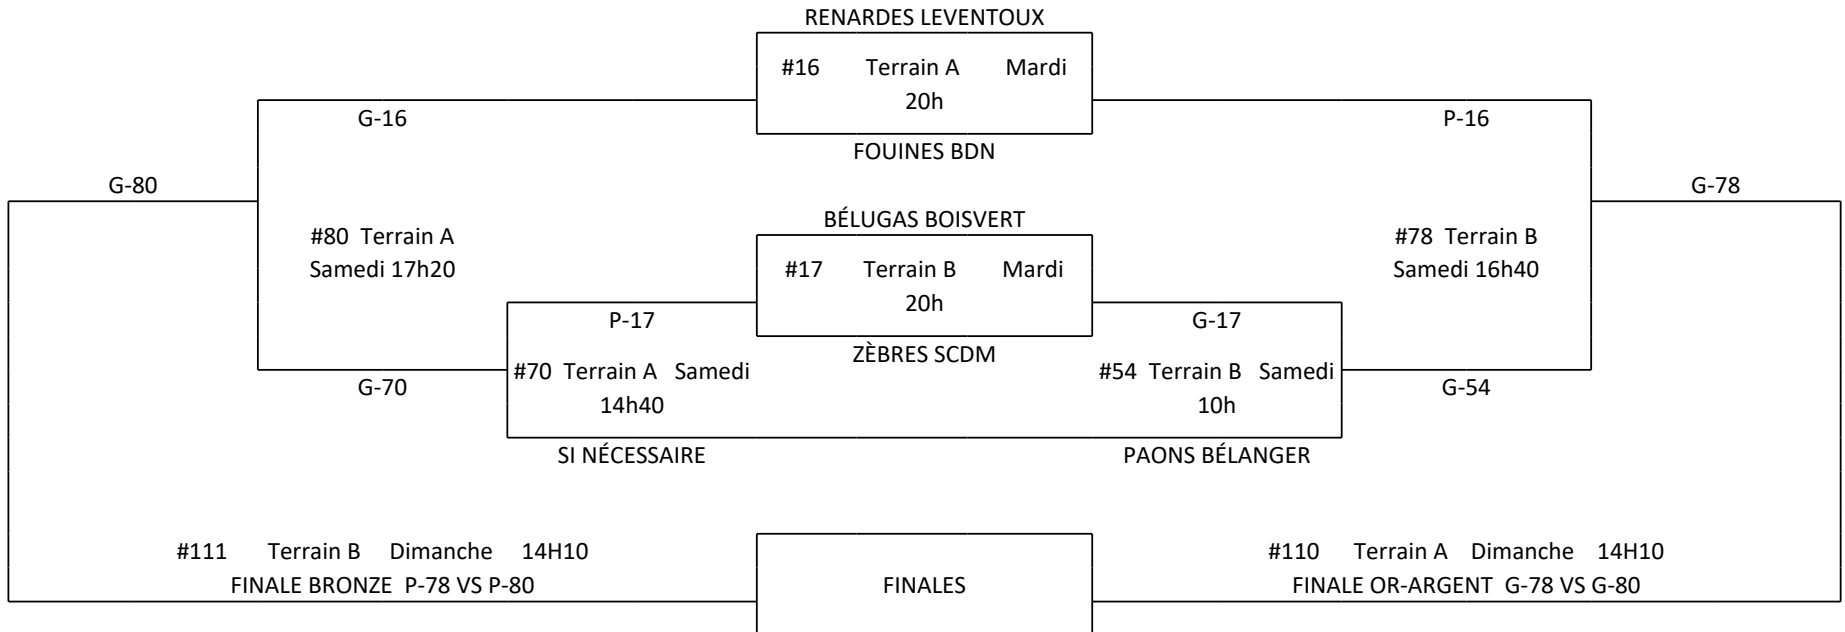 RENARDES LEVENTOUX
#16 Terrain A Mardi
20h
G-16
P-16
FOUINES BDN
G-80
G-78
BÉLUGAS BOISVERT
#80 Terrain A
Samedi 17h20
#17 Terrain B Mardi
20h
#78 Terrain B
Samedi 16h40
P-17
G-17
ZÈBRES SCDM
#70 Terrain A Samedi
14h40
#54 Terrain B Samedi
10h
G-70
G-54
SI NÉCESSAIRE
PAONS BÉLANGER
#111 Terrain B Dimanche 14H10
FINALE BRONZE P-78 VS P-80
FINALES
#110 Terrain A Dimanche 14H10
FINALE OR-ARGENT G-78 VS G-80